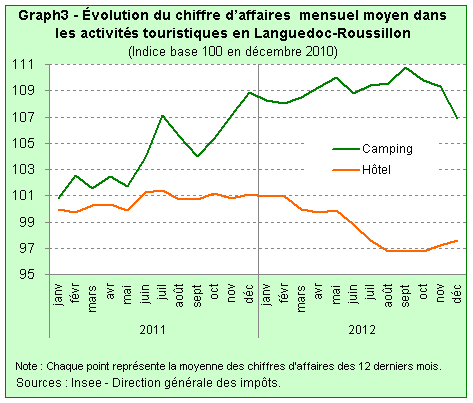 Graph3 - Évolution du chiffre d'affaires mensuel moyen dans
les activités touristiques en Languedoc-Roussillon
(Indice base 100 en décembre 2010)
111
109
107
105
103
101
99
97
95
Camping
Hôtel
janv févr mars avr mai juin juil août sept oct nov déc janv févr mars avr mai juin juil août sept oct nov déc
2011 2012
Note : Chaque point représente la moyenne des chiffres d'affaires des 12 derniers mois.
Sources : Insee - Direction générale des impôts.